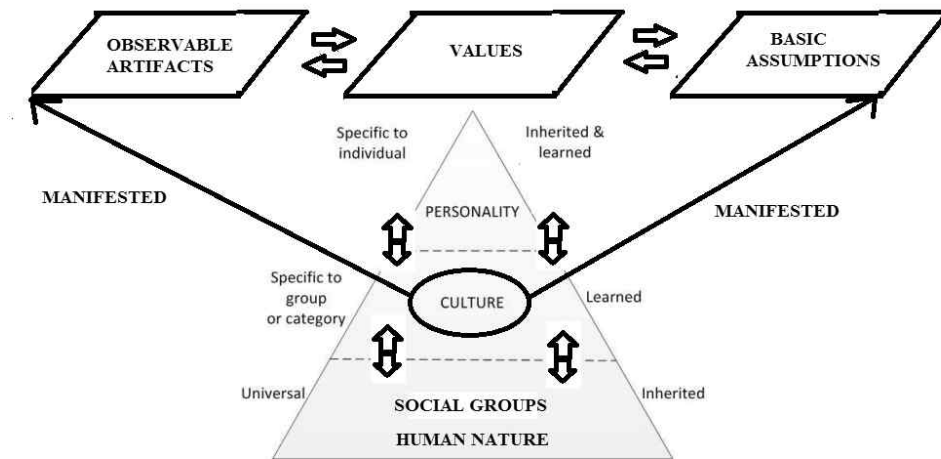 OBSERVABLE
ARTIFACTS
VALUES
BASIC
ASSUMPTIONS
Specific to
individual
Inherited &
learned
MANIFESTED
PERSONALITY
MANIFESTED
Specific to
group
or category
CULTURE
Learned
Universal
Inherited
SOCIAL GROUPS
HUMAN NATURE